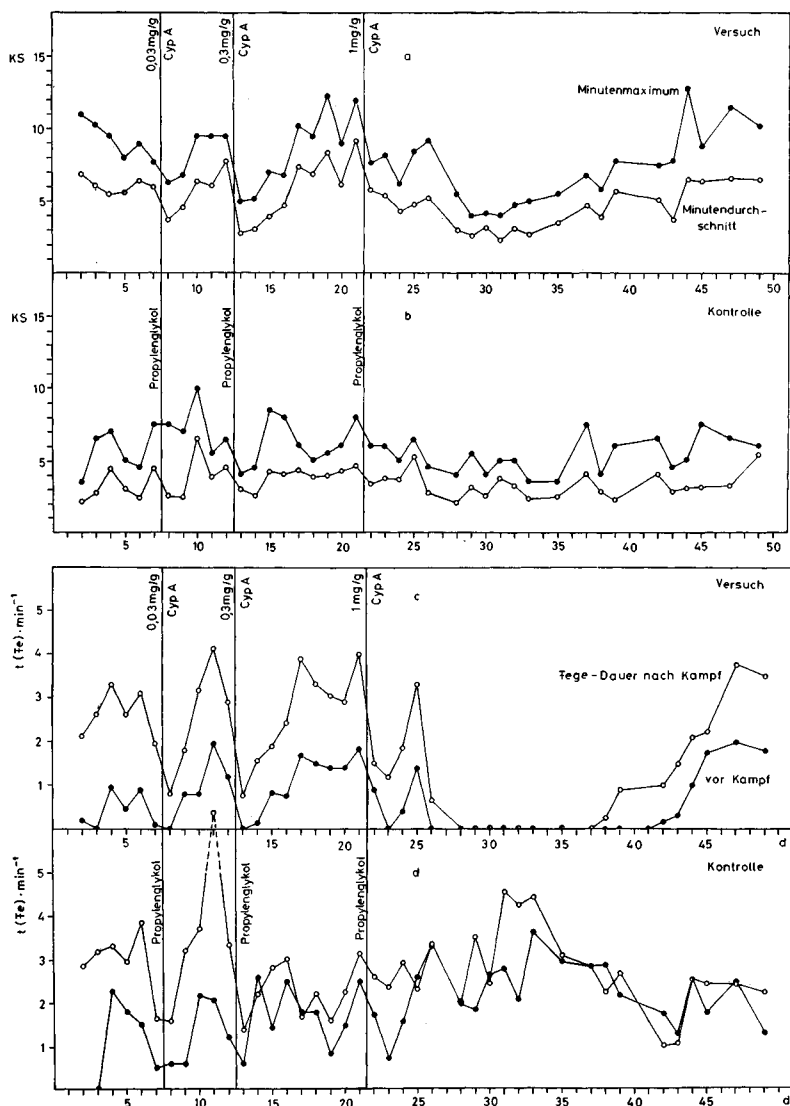 0,03mg/g
Cyp A
0,3mg/g
Cyp A
1mg/g
Cyp A
a
Versuch
KS
15
10
5
Minutenmaximum
Minutendurch-
schnitt
5 10 15 20 25 30 35 40 45 50
Propylenglykol
Propylenglykol
Propylenglykol
b
Kontrolle
KS 15
10
5
5 10 15 20 25 30 35 40 45 50
0,03mg/g
Cyp A
0,3mg/g
Cyp A
1mg/g
Cyp A
c
Versuch
t (Fe) · min⁻¹
5
4
3
2
1
Fege-Dauer nach Kampf
vor Kampf
5 10 15 20 25 30 35 40 45 d
Propylenglykol
Propylenglykol
Propylenglykol
d
Kontrolle
t (Fe) · min⁻¹
5
4
3
2
1
5 10 15 20 25 30 35 40 45 d